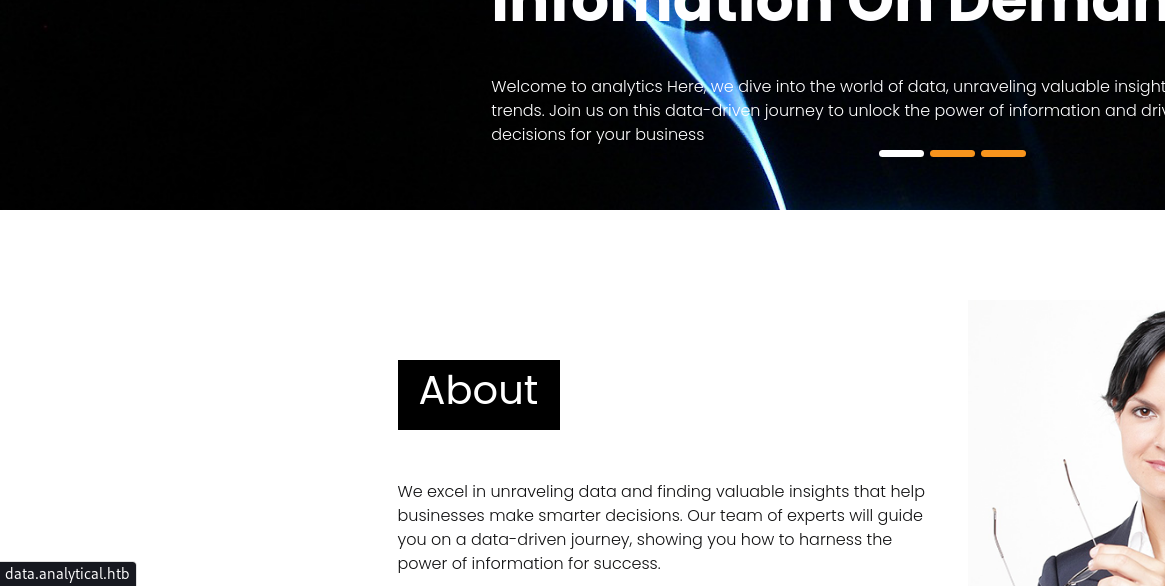 Infomation On Deman
Welcome to analytics Here, we dive into the world of data, unraveling valuable insight
trends. Join us on this data-driven journey to unlock the power of information and driv
decisions for your business
About
We excel in unraveling data and finding valuable insights that help
businesses make smarter decisions. Our team of experts will guide
you on a data-driven journey, showing you how to harness the
power of information for success.
data.analytical.htb